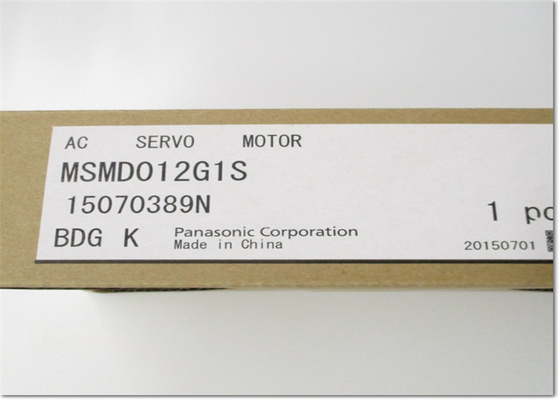 AC SERVO MOTOR
MSMD012G1S
15070389N
1 pc
BDG K Panasonic Corporation
Made in China
20150701